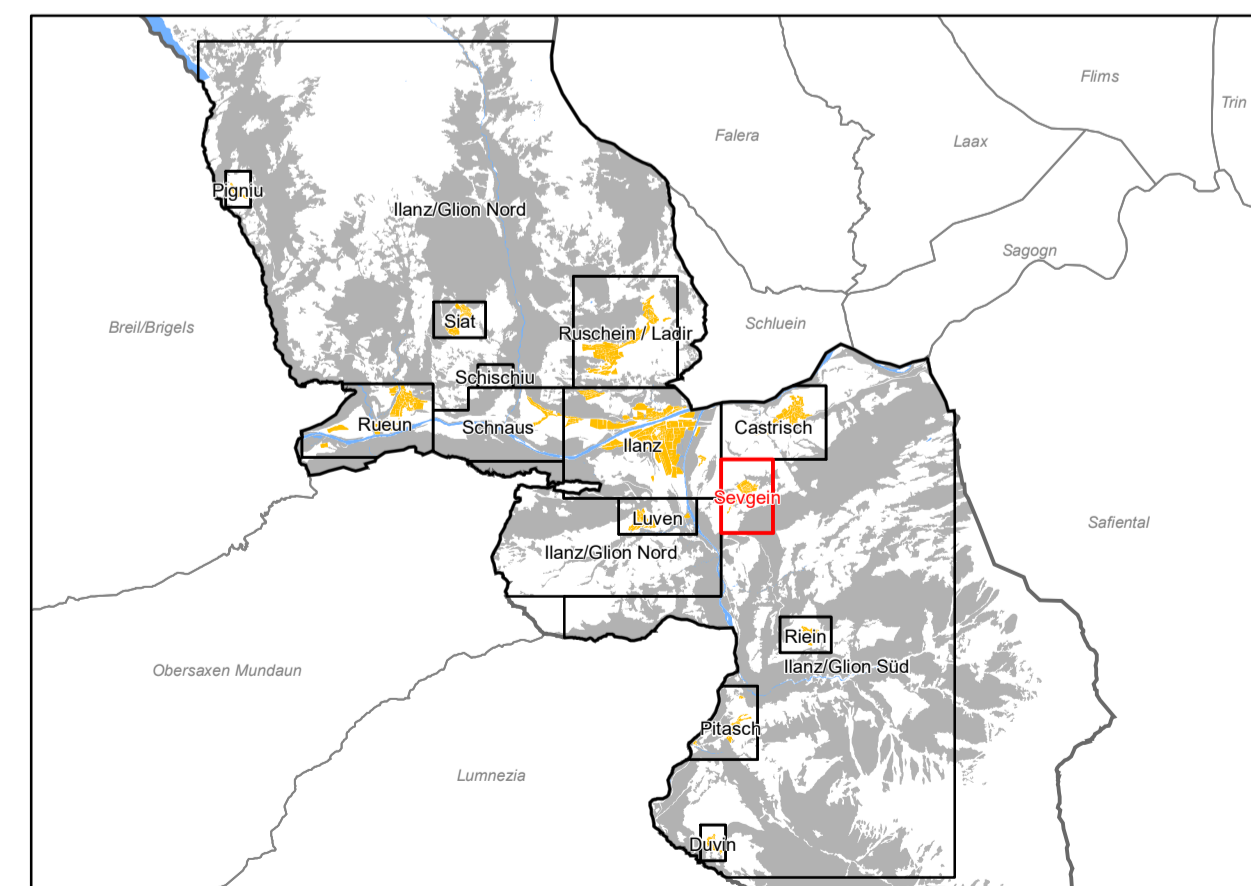 Flims
Trin
Falera
Laax
Pigniu
Ilanz/Glion Nord
Sagogn
Breil/Brigels
Siat
Ruschein / Ladir
Schluein
Schischiu
Rueun
Schnaus
Ilanz
Castrisch
Sevgein
Luven
Safiental
Ilanz/Glion Nord
Riein
Ilanz/Glion Süd
Obersaxen Mundaun
Pitasch
Lumnezia
Duvin